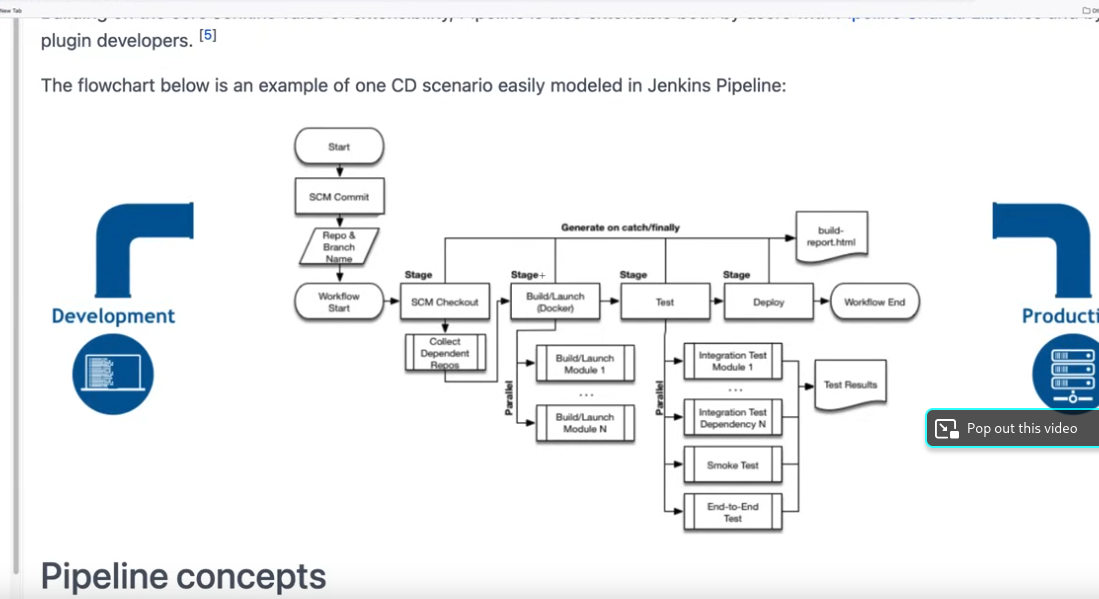 New Tab
plugin developers. [5]
The flowchart below is an example of one CD scenario easily modeled in Jenkins Pipeline:
Start
SCM Commit
Repo &
Branch
Name
Workflow
Start
Generate on catch/finally
build-
report.html
Stage
SCM Checkout
Collect
Dependent
Repos
Stage+
Build/Launch
(Docker)
Stage
Test
Stage
Deploy
Workflow End
Parallel
Build/Launch
Module 1
...
Build/Launch
Module N
Parallel
Integration Test
Module 1
...
Integration Test
Dependency N
Smoke Test
End-to-End
Test
Test Results
Development
Producti
Pop out this video
Pipeline concepts